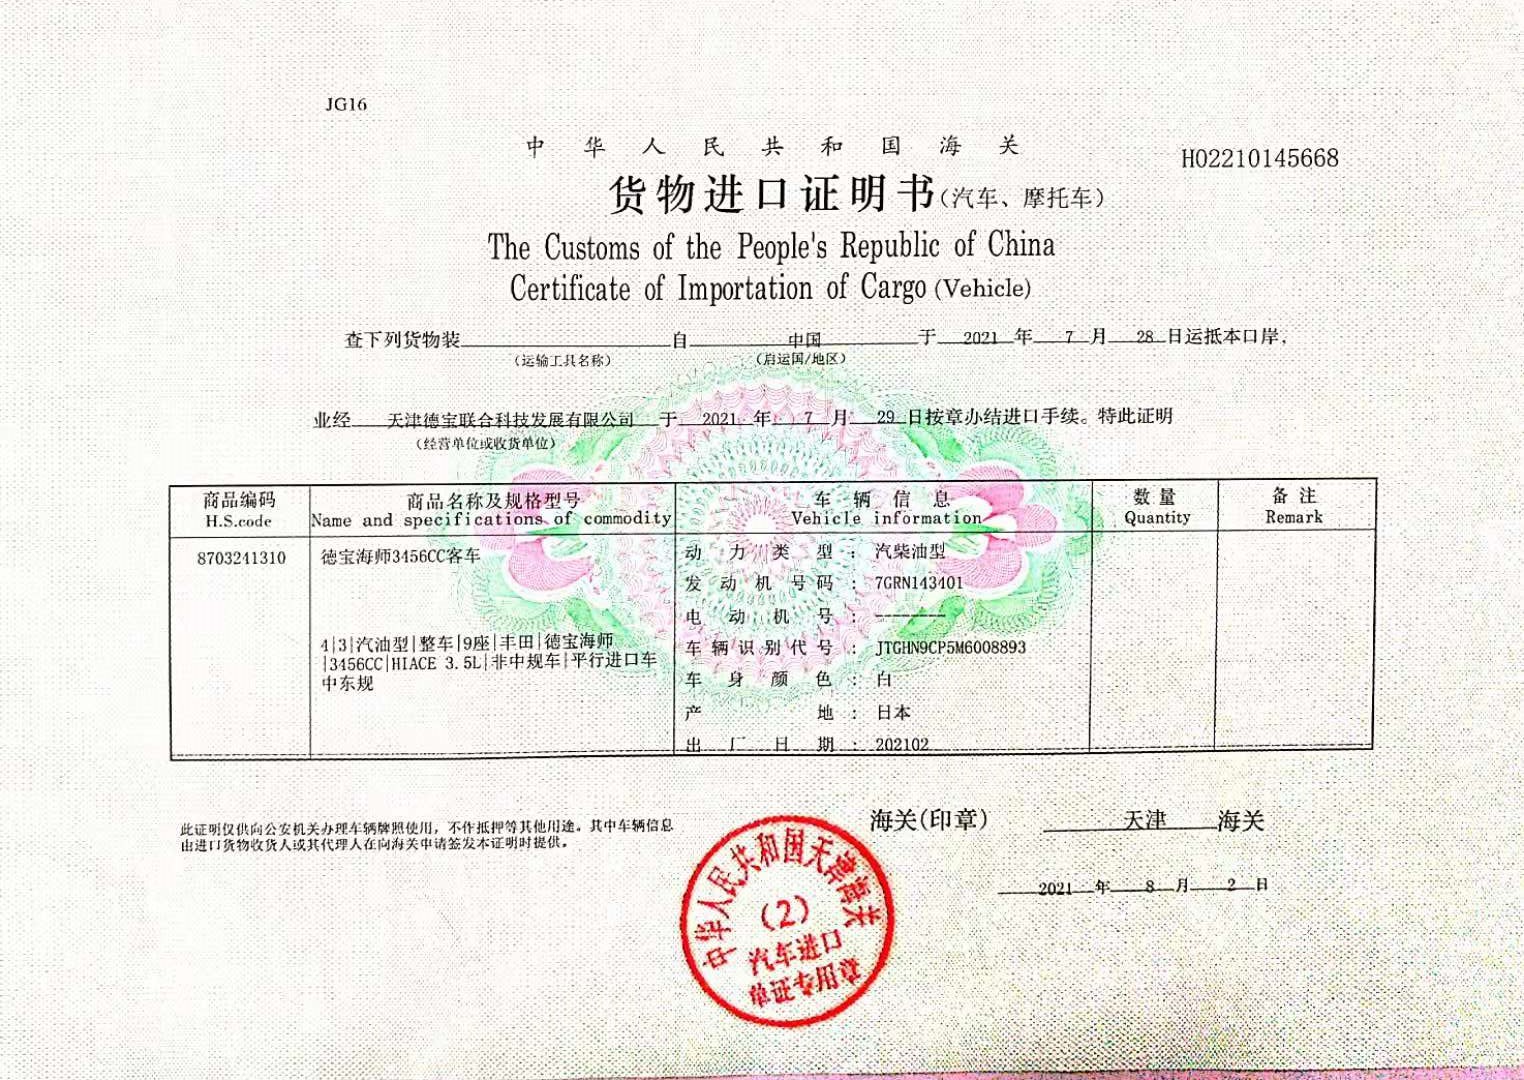 JG16
中华人民共和国海关
H02210145668
货物进口证明书(汽车、摩托车)
The Customs of the People's Republic of China
Certificate of Importation of Cargo (Vehicle)
查下列货物装 自 中国 于 2021 年 7 月 28 日运抵本口岸,
(运输工具名称) (启运国/地区)
业经 天津德宝联合科技发展有限公司 于 2021 年 7 月 29 日按章办结进口手续。特此证明
(经营单位或收货单位)
商品编码 商品名称及规格型号 车辆信息 数量 备注
H.S.code Name and specifications of commodity Vehicle information Quantity Remark
8703241310 德宝海师3456CC客车 动力类型:汽柴油型
发动机号码:7GRN143401
电动机号:--------
4|3|汽油型|整车|9座|丰田|德宝海师 车辆识别代号:JTGHN9CP5M6008893
|3456CC|HIACE 3.5L|非中规车|平行进口车
中东规 车身颜色:白
产地:日本
出厂日期:202102
此证明仅供向公安机关办理车辆牌照使用,不作抵押等其他用途。其中车辆信息
由进口货物收货人或其代理人在向海关申请签发本证明时提供。
海关(印章) 天津 海关
2021 年 8 月 2 日
中华人民共和国天津海关
(2)
汽车进口
单证专用章